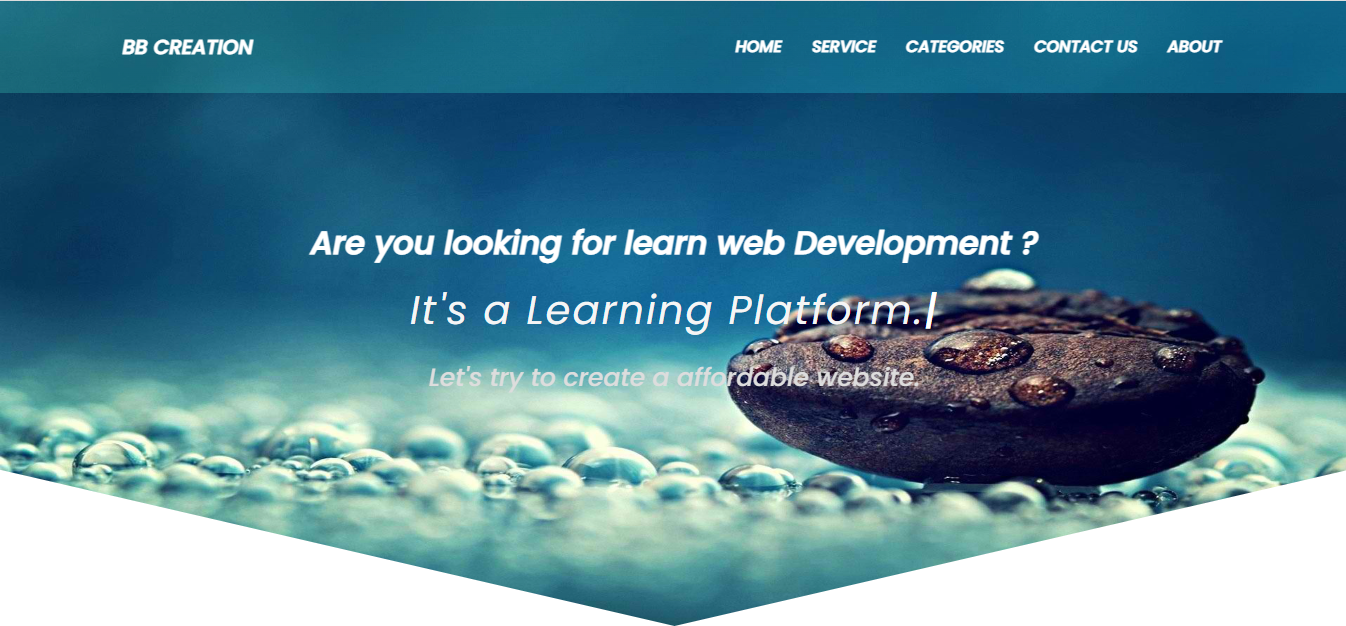 BB CREATION
HOME SERVICE CATEGORIES CONTACT US ABOUT
Are you looking for learn web Development ?
It's a Learning Platform.|
Let's try to create a affordable website.